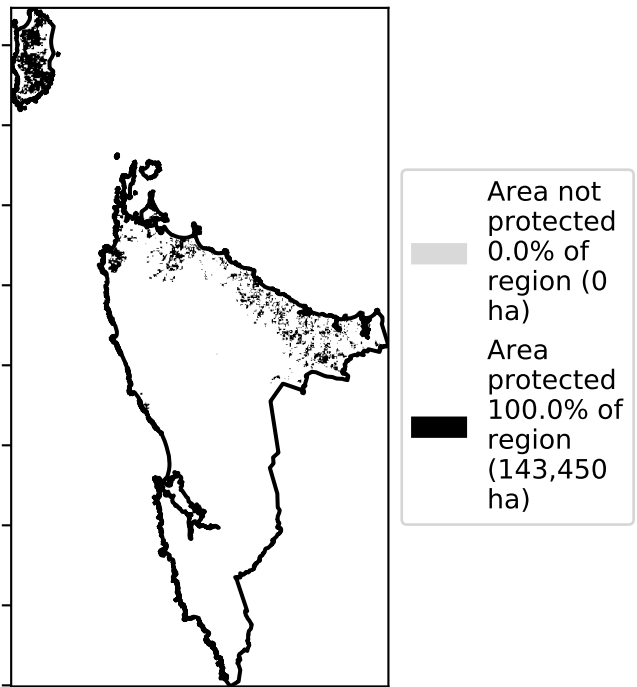 Area not
protected
0.0% of
region (0
ha)
Area
protected
100.0% of
region
(143,450
ha)